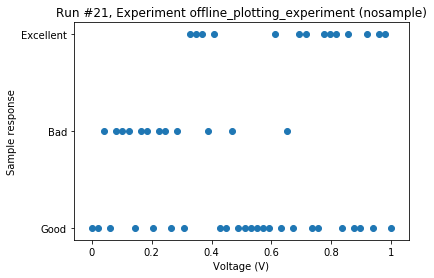 Run #21, Experiment offline_plotting_experiment (nosample)
Excellent
Bad
Good
Sample response
0 0.2 0.4 0.6 0.8 1
Voltage (V)